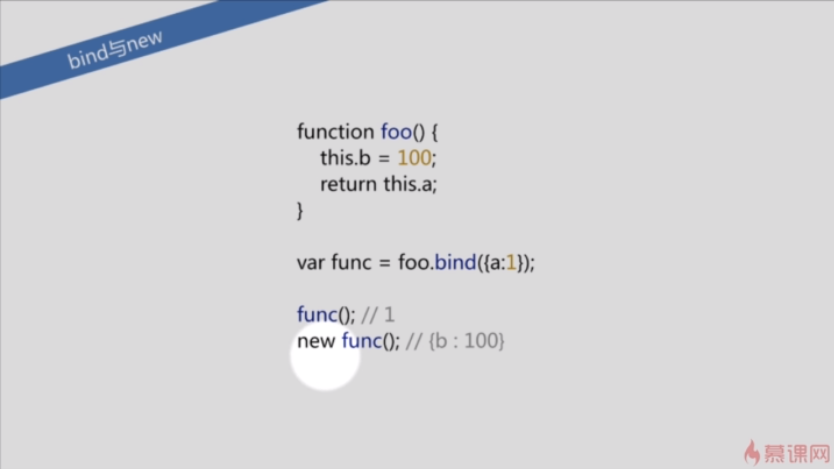 bind与new
function foo() {
this.b = 100;
return this.a;
}
var func = foo.bind({a:1});
func(); // 1
new func(); // {b : 100}
慕课网